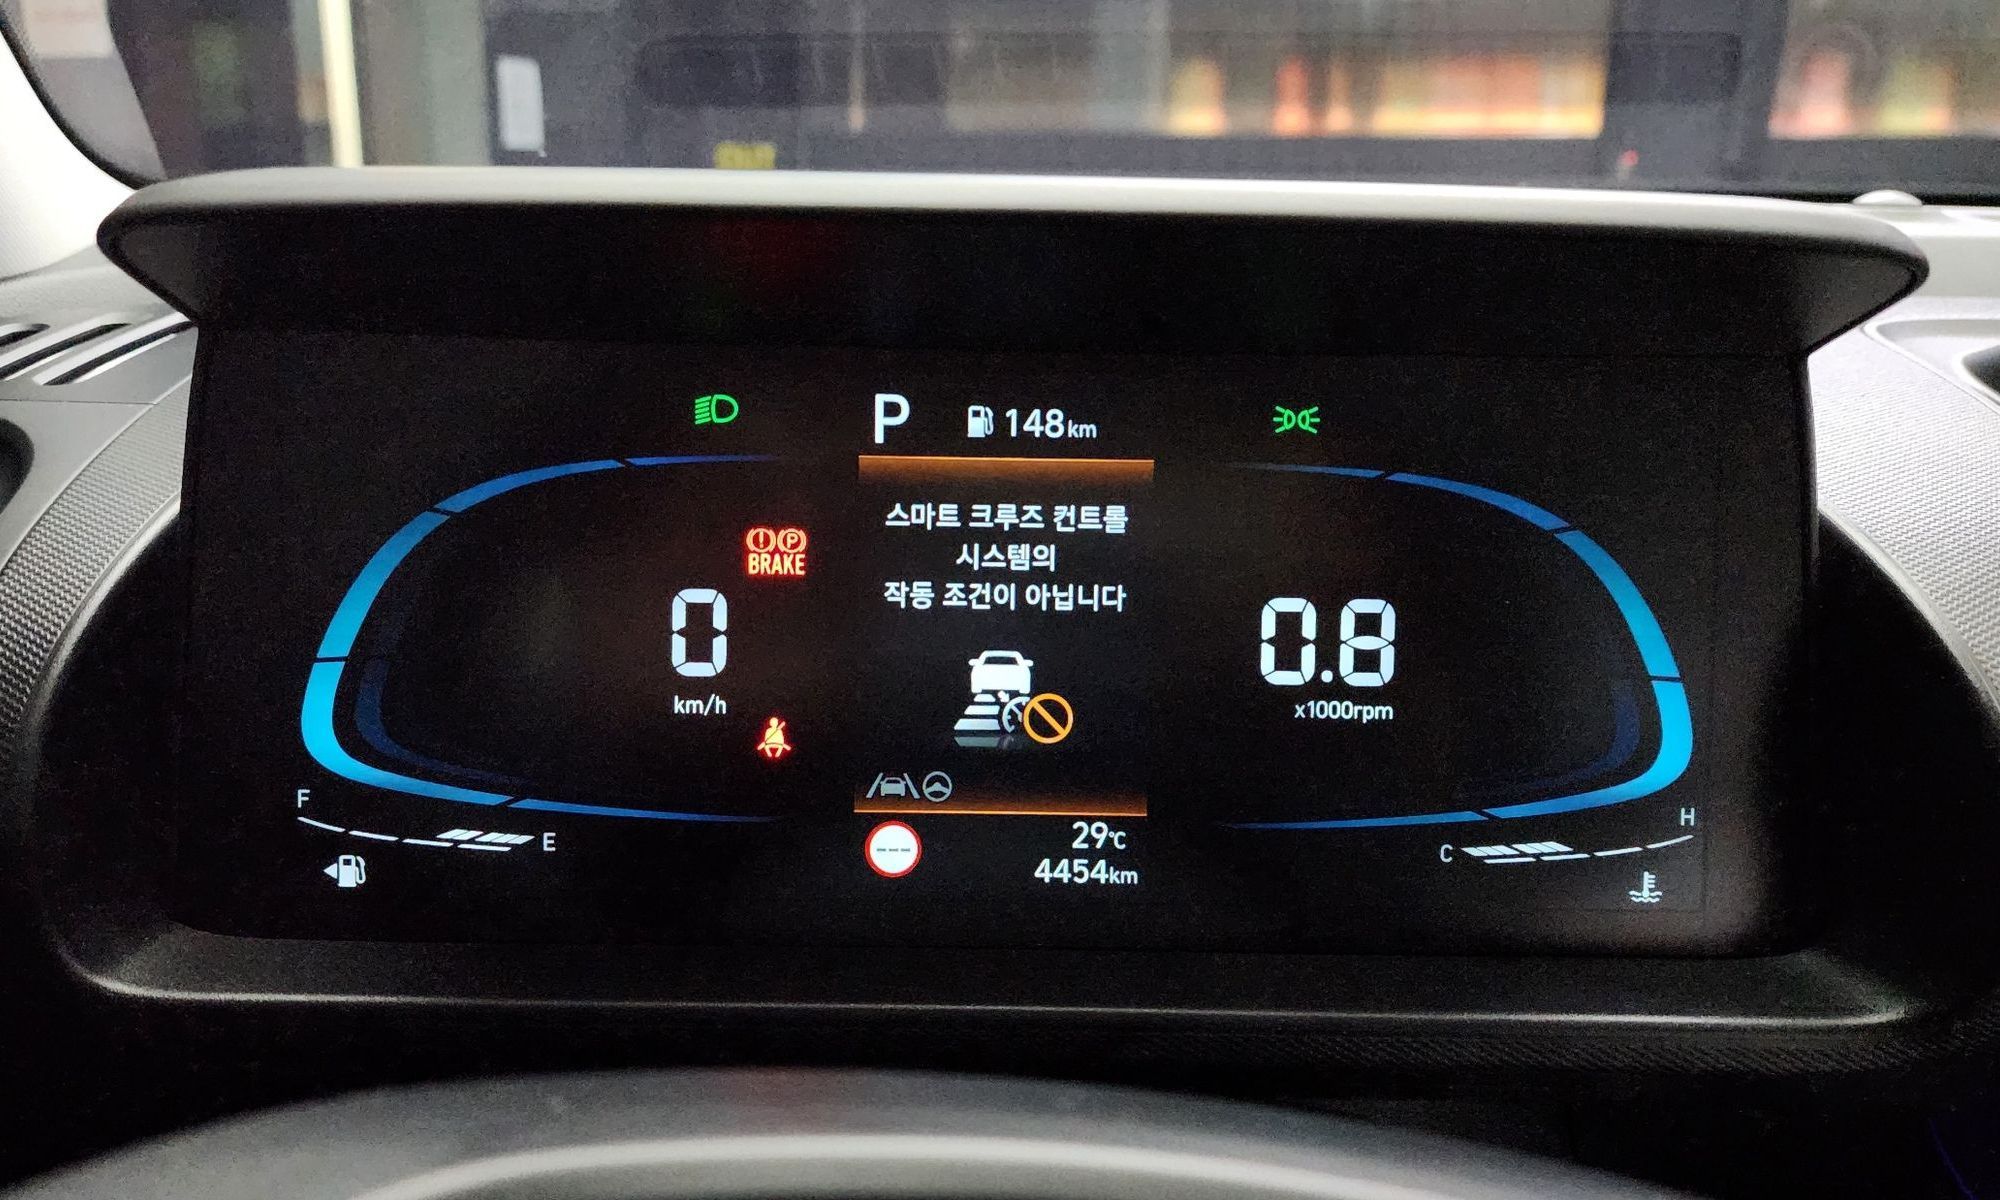 P 148km
스마트 크루즈 컨트롤
시스템의
작동 조건이 아닙니다
BRAKE
0
km/h
0.8
x1000rpm
F
E
---
29℃
4454km
C
H